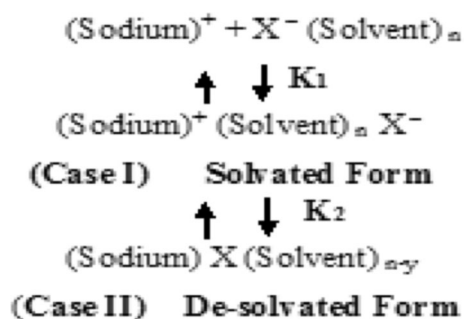 (Sodium)⁺ + X⁻ (Solvent)ₙ
K₁
(Sodium)⁺ (Solvent)ₙ X⁻
(Case I) Solvated Form
K₂
(Sodium) X (Solvent)ₙ₋ᵧ
(Case II) De-solvated Form